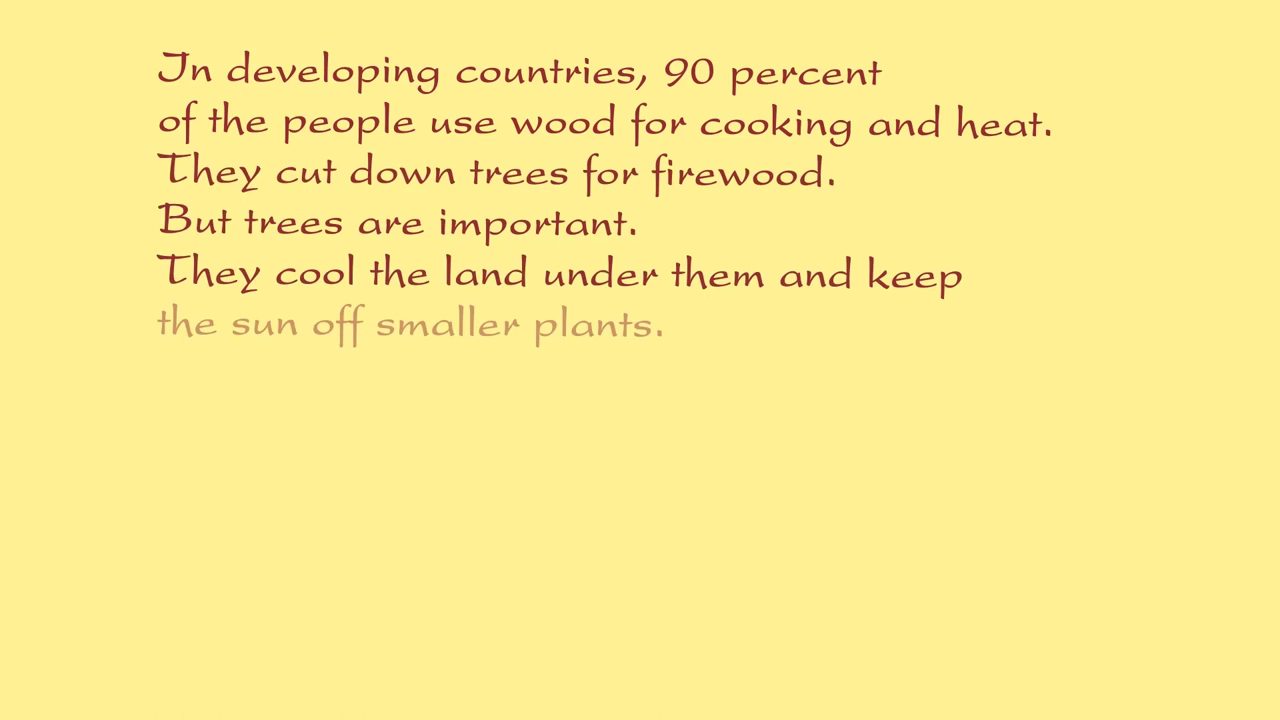 In developing countries, 90 percent
of the people use wood for cooking and heat.
They cut down trees for firewood.
But trees are important.
They cool the land under them and keep
the sun off smaller plants.